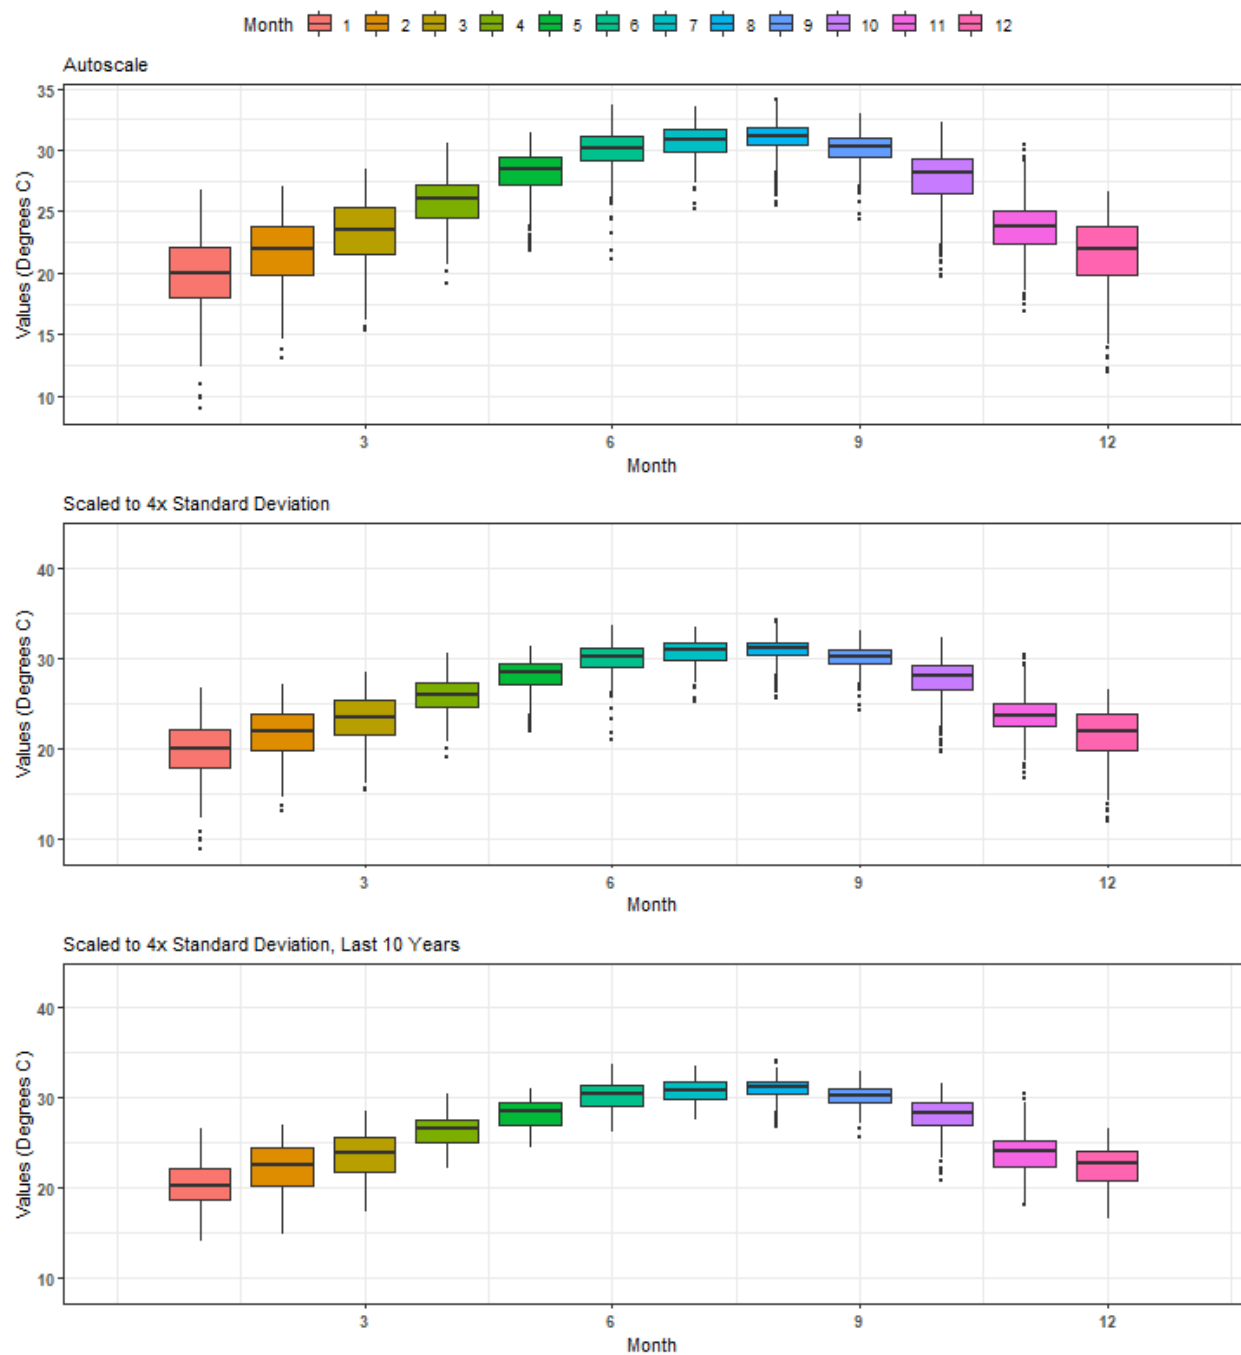 Month 1 2 3 4 5 6 7 8 9 10 11 12
Autoscale
Values (Degrees C)
35
30
25
20
15
10
3 6 9 12
Month
Scaled to 4x Standard Deviation
Values (Degrees C)
40
30
20
10
3 6 9 12
Month
Scaled to 4x Standard Deviation, Last 10 Years
Values (Degrees C)
40
30
20
10
3 6 9 12
Month